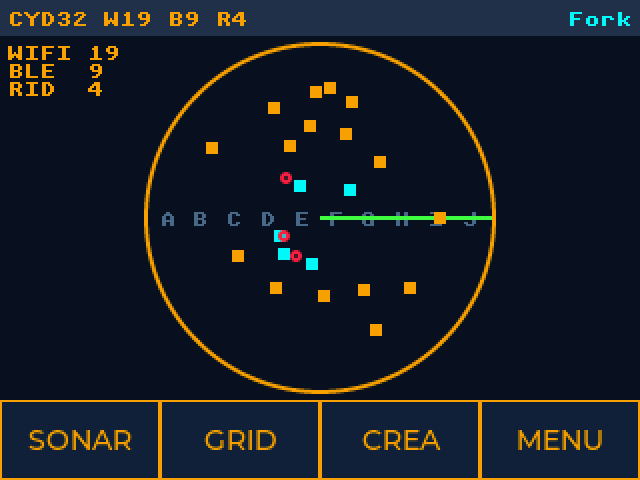 CYD32 W19 B9 R4 Fork
WIFI 19
BLE 9
RID 4
A B C D E F G H I J
SONAR GRID CREA MENU